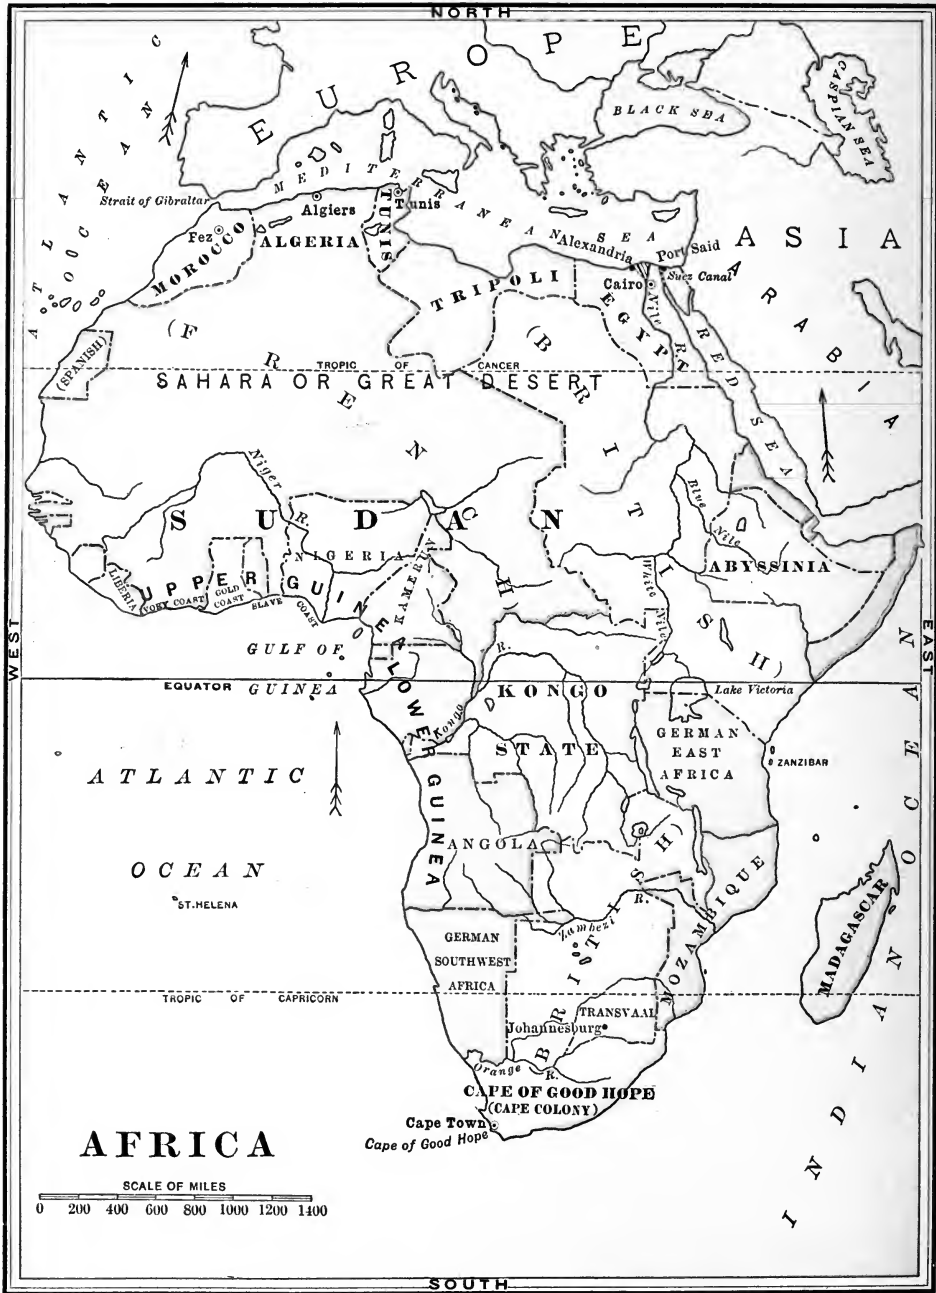 NORTH
EUROPE
ATLANTIC
OCEAN
BLACK SEA
CASPIAN SEA
MEDITERRANEAN SEA
Strait of Gibraltar
Algiers
Tunis
TUNIS
Fez
MOROCCO
ALGERIA
Alexandria
Port Said
ASIA
Cairo
Suez Canal
TRIPOLI
EGYPT
Nile
R.
ARABIA
RED SEA
(SPANISH)
(FRENCH)
(BRITISH)
TROPIC OF CANCER
SAHARA OR GREAT DESERT
Niger
R.
SUDAN
NIGERIA
Blue
Nile
ABYSSINIA
White
Nile
LIBERIA
UPPER GUINEA
IVORY COAST
GOLD
COAST
SLAVE
COAST
KAMERUN
WEST
EAST
GULF OF
GUINEA
EQUATOR
LOWER GUINEA
Kongo
R.
KONGO
STATE
Lake Victoria
GERMAN
EAST
AFRICA
ZANZIBAR
ATLANTIC
OCEAN
ST. HELENA
ANGOLA
(BRITISH)
Zambezi
R.
MOZAMBIQUE
MADAGASCAR
INDIAN OCEAN
GERMAN
SOUTHWEST
AFRICA
TROPIC OF CAPRICORN
TRANSVAAL
Johannesburg
Orange
R.
CAPE OF GOOD HOPE
(CAPE COLONY)
Cape Town
Cape of Good Hope
AFRICA
SCALE OF MILES
0 200 400 600 800 1000 1200 1400
SOUTH